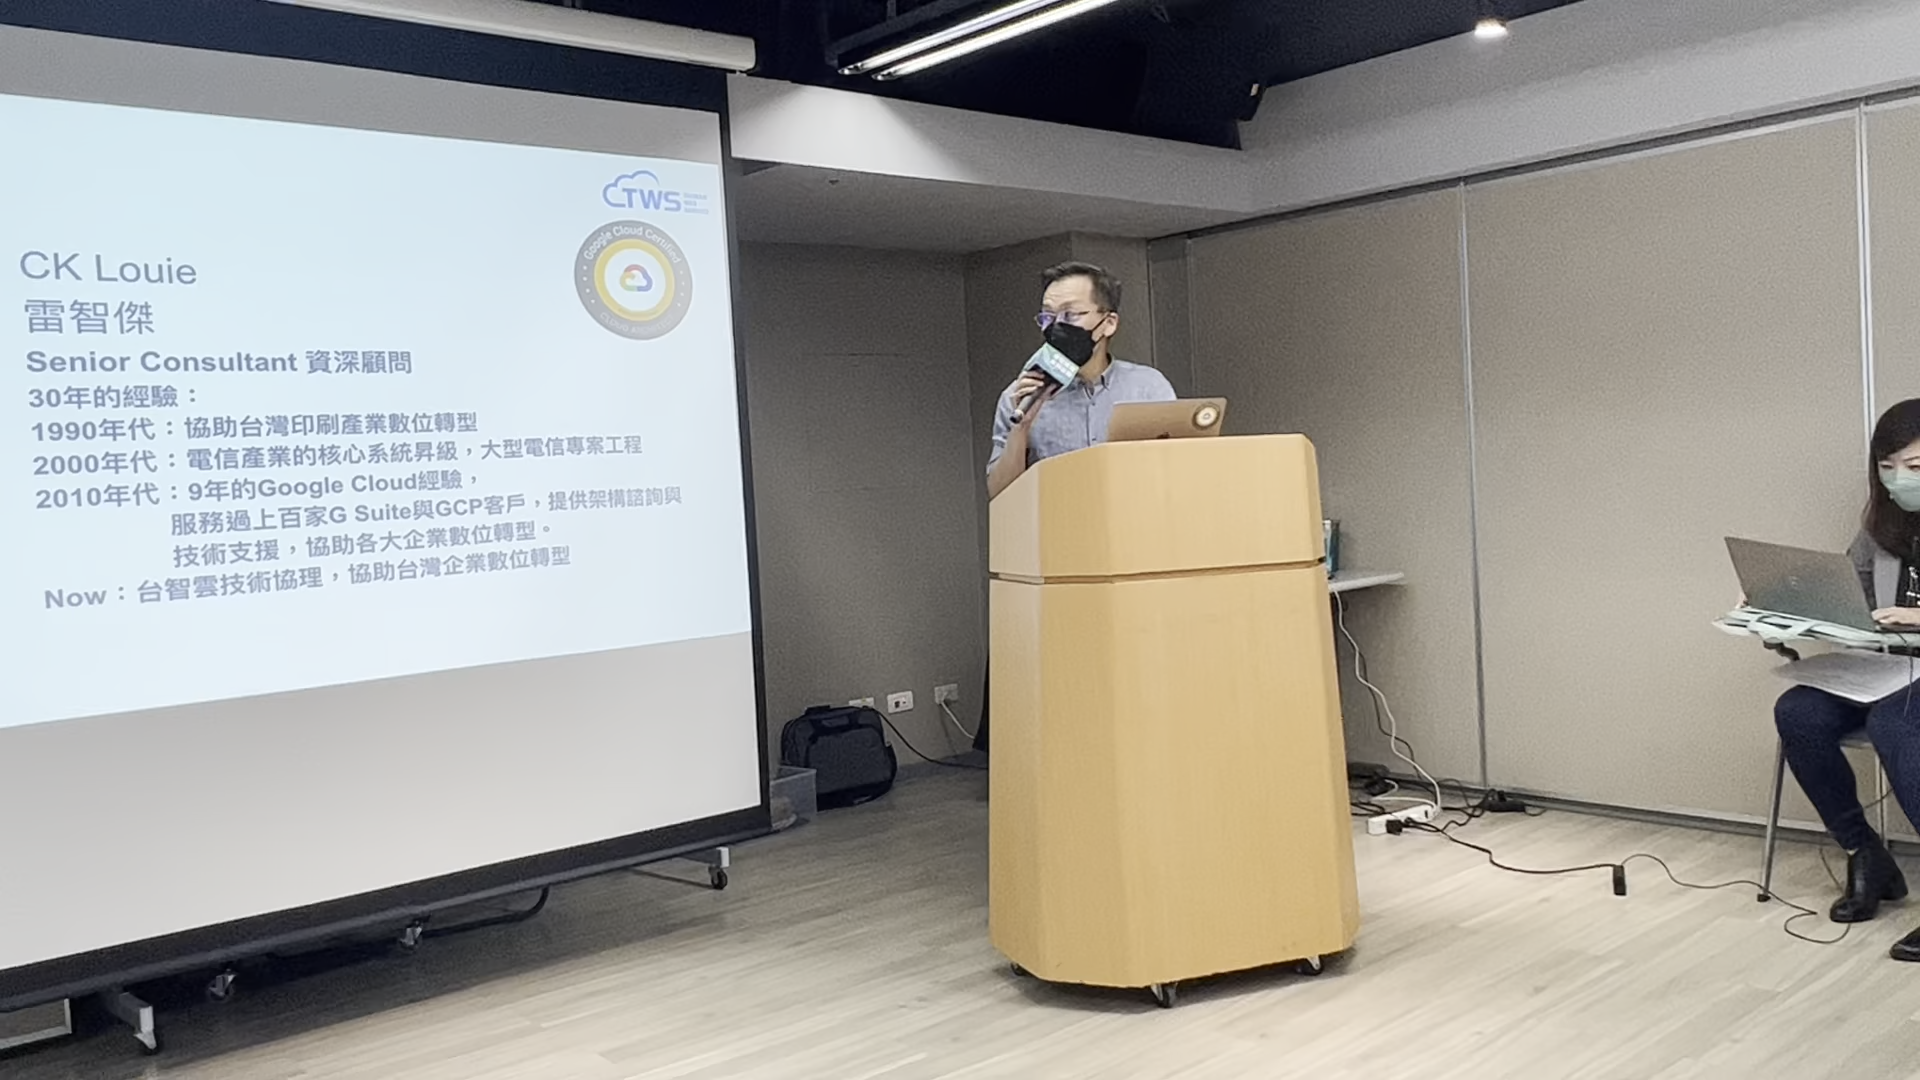 TWS
Google Cloud Certified
CK Louie
雷智傑
Senior Consultant 資深顧問
30年的經驗：
1990年代：協助台灣印刷產業數位轉型
2000年代：電信產業的核心系統昇級，大型電信專案工程
2010年代：9年的Google Cloud經驗，
服務過上百家G Suite與GCP客戶，提供架構諮詢與
技術支援，協助各大企業數位轉型。
Now：台智雲技術協理，協助台灣企業數位轉型